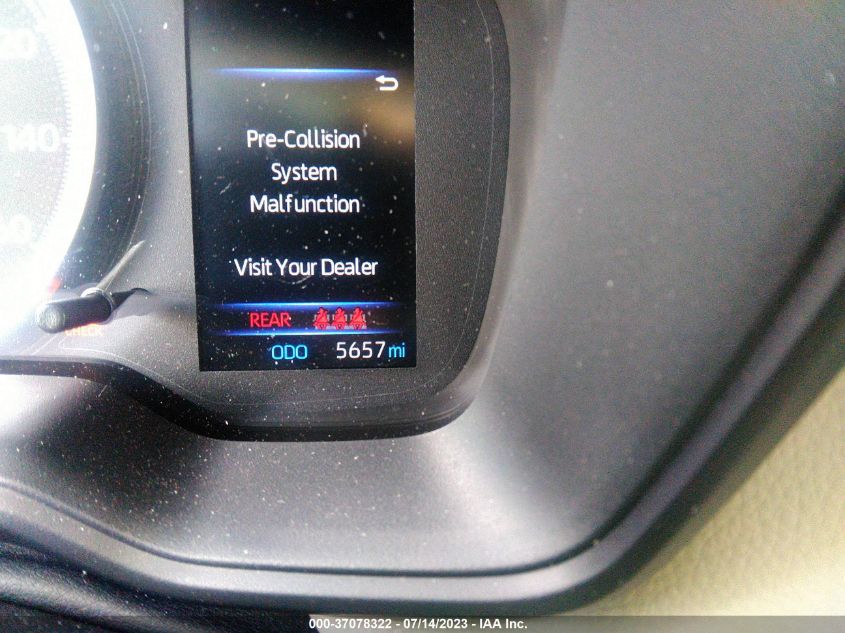 140
Pre-Collision
System
Malfunction
Visit Your Dealer
REAR
ODO 5657 mi
000-37078322 - 07/14/2023 - IAA Inc.